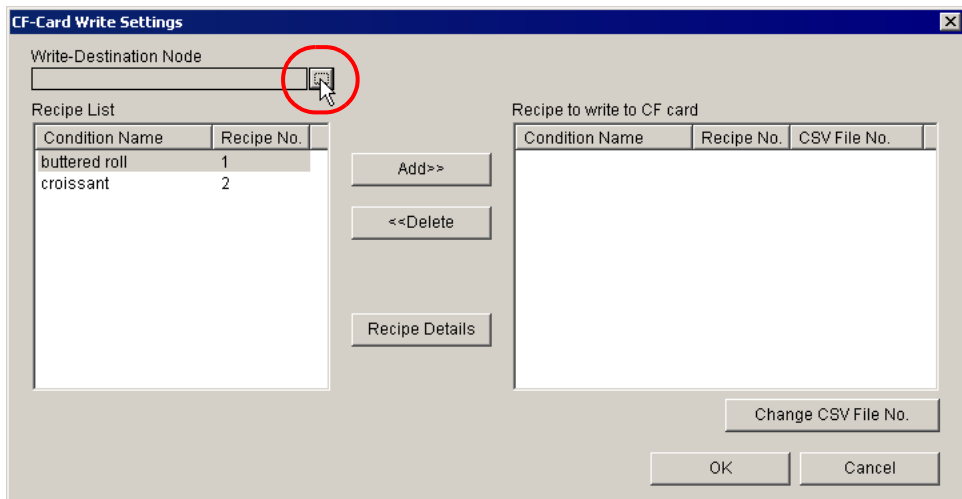 CF-Card Write Settings
Write-Destination Node
Recipe List
Condition Name Recipe No.
buttered roll 1
croissant 2
Add>>
<<Delete
Recipe Details
Recipe to write to CF card
Condition Name Recipe No. CSV File No.
Change CSV File No.
OK Cancel